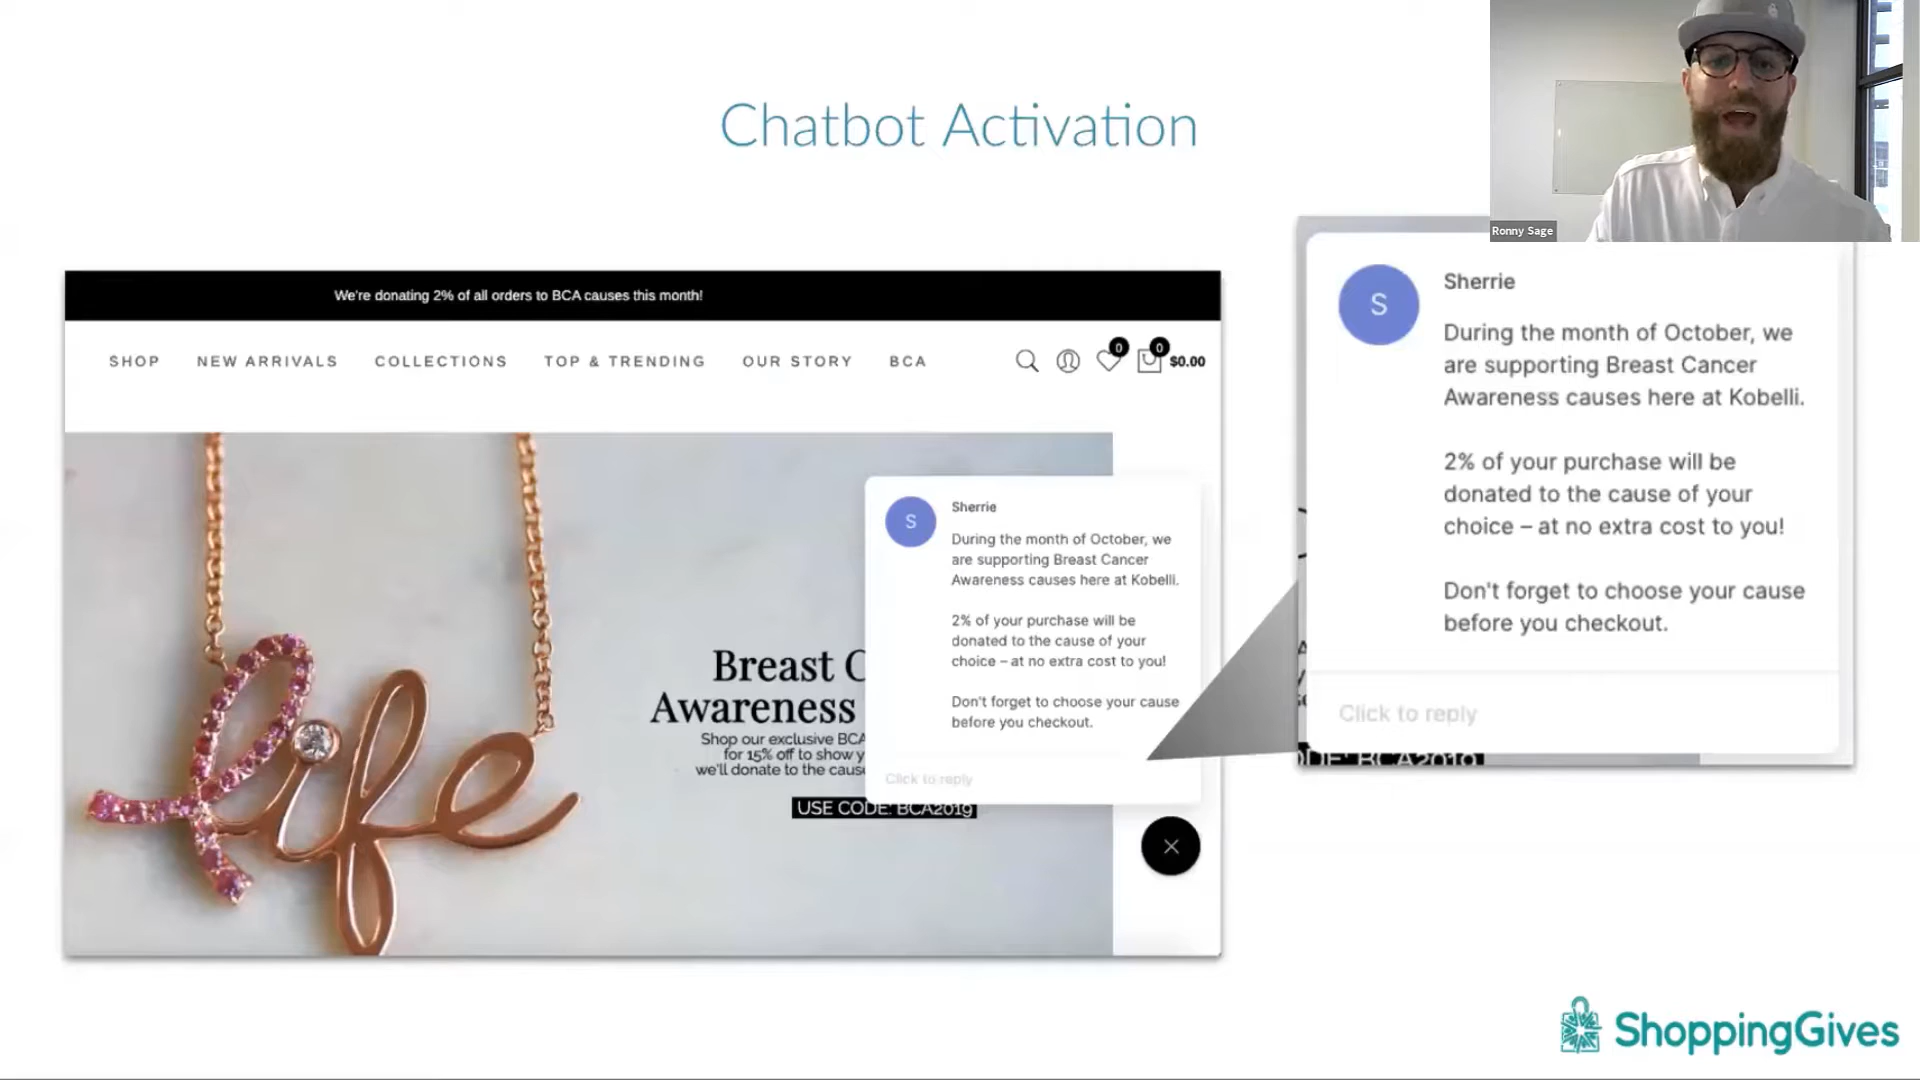 Chatbot Activation
Ronny Sage
We're donating 2% of all orders to BCA causes this month!
SHOP NEW ARRIVALS COLLECTIONS TOP & TRENDING OUR STORY BCA 0 0 $0.00
Breast C
Awareness
Shop our exclusive BCA
for 15% off to show y
we'll donate to the cause
USE CODE: BCA2019
S
Sherrie
During the month of October, we
are supporting Breast Cancer
Awareness causes here at Kobelli.
2% of your purchase will be
donated to the cause of your
choice – at no extra cost to you!
Don't forget to choose your cause
before you checkout.
Click to reply
S
Sherrie
During the month of October, we
are supporting Breast Cancer
Awareness causes here at Kobelli.
2% of your purchase will be
donated to the cause of your
choice – at no extra cost to you!
Don't forget to choose your cause
before you checkout.
Click to reply
BCA2019
ShoppingGives